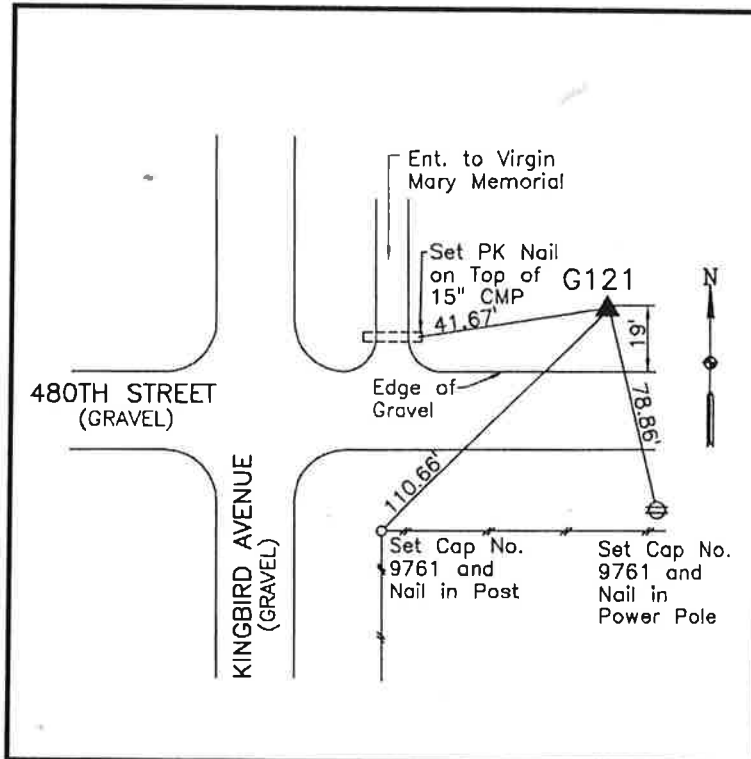 Ent. to Virgin
Mary Memorial
Set PK Nail
on Top of
15" CMP
G121
N
41.67'
19'
480TH STREET
(GRAVEL)
Edge of
Gravel
78.86'
110.66'
KINGBIRD AVENUE
(GRAVEL)
Set Cap No.
9761 and
Nail in Post
Set Cap No.
9761 and
Nail in
Power Pole